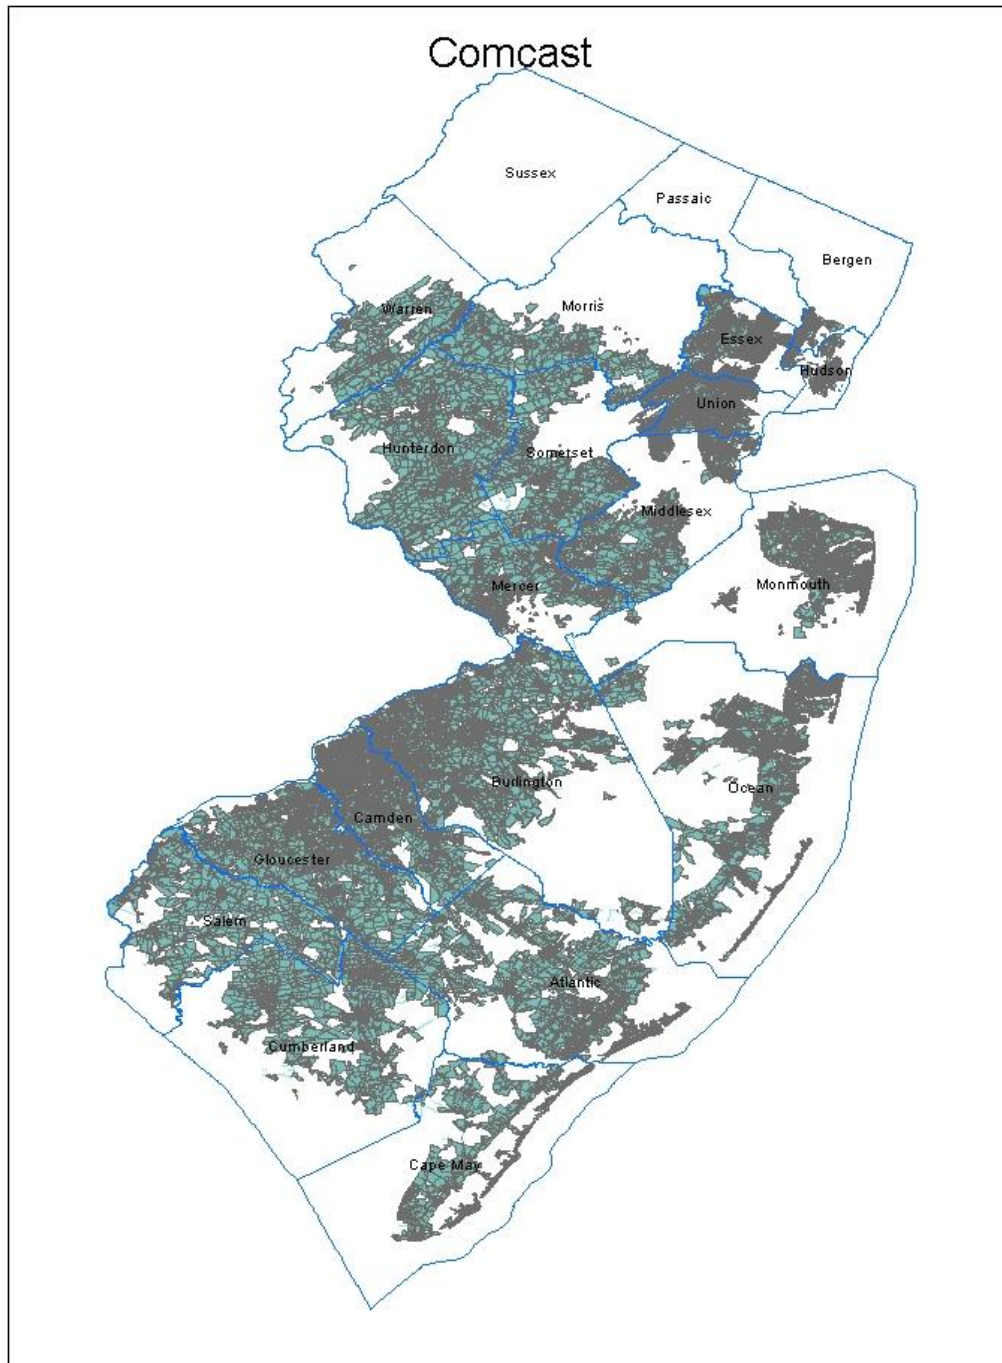 Comcast
Sussex
Passaic
Bergen
Warren
Morris
Essex
Hudson
Union
Hunterdon
Somerset
Middlesex
Mercer
Monmouth
Burlington
Ocean
Camden
Gloucester
Salem
Atlantic
Cumberland
Cape May